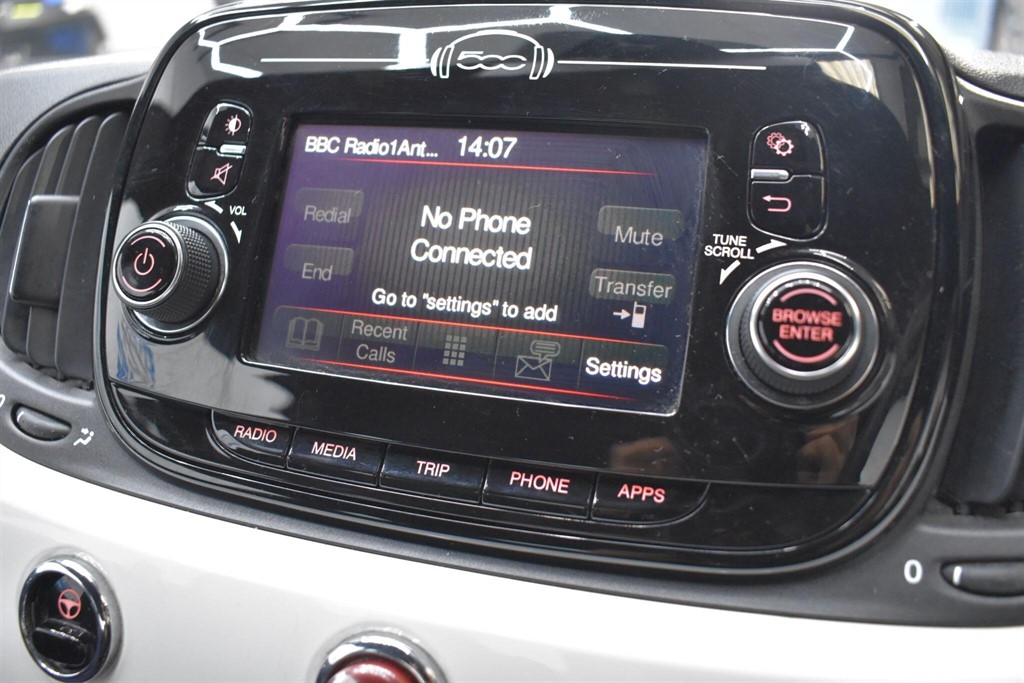 500
BBC Radio1Ant... 14:07
VOL
Redial
No Phone
Connected
Mute
TUNE
SCROLL
End
Transfer
Go to "settings" to add
BROWSE
ENTER
Recent
Calls
Settings
RADIO
MEDIA
TRIP
PHONE
APPS
0